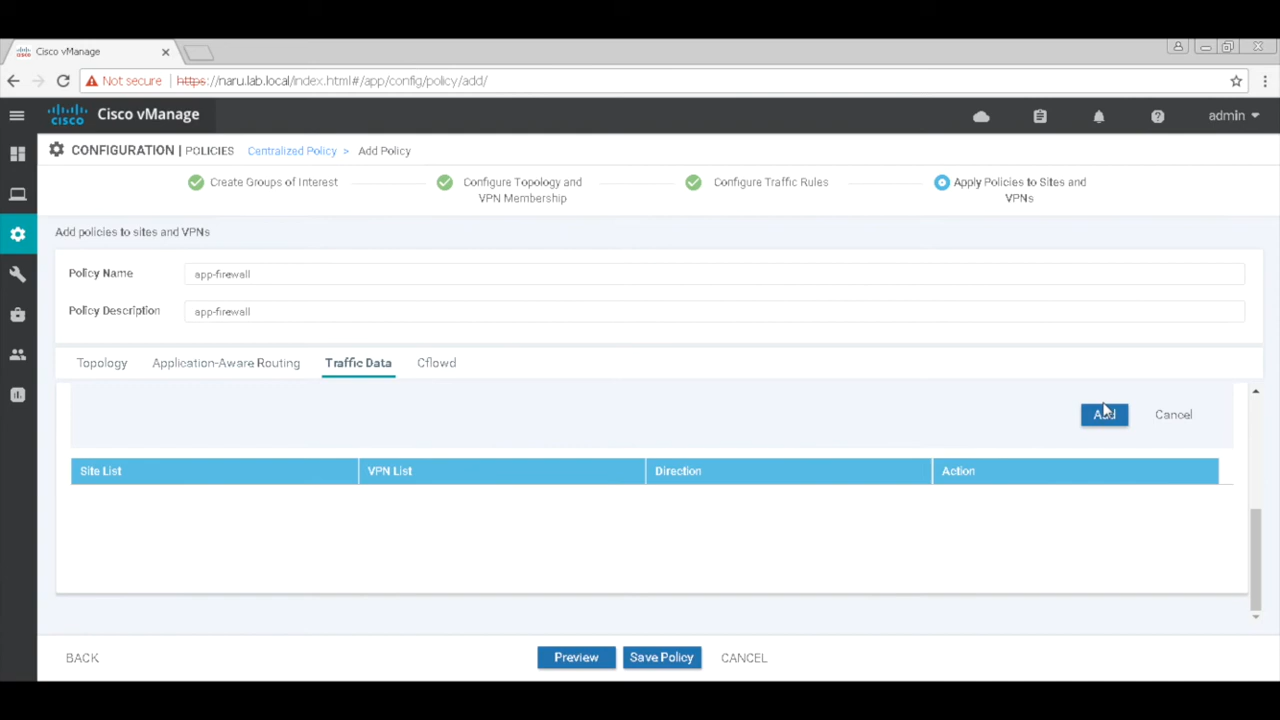 Cisco vManage
Not secure | https://naru.lab.local/index.html#/app/config/policy/add/
CISCO Cisco vManage
admin
CONFIGURATION | POLICIES Centralized Policy > Add Policy
Create Groups of Interest
Configure Topology and
VPN Membership
Configure Traffic Rules
Apply Policies to Sites and
VPNs
Add policies to sites and VPNs
Policy Name app-firewall
Policy Description app-firewall
Topology Application-Aware Routing Traffic Data Cflowd
Add Cancel
Site List VPN List Direction Action
BACK Preview Save Policy CANCEL